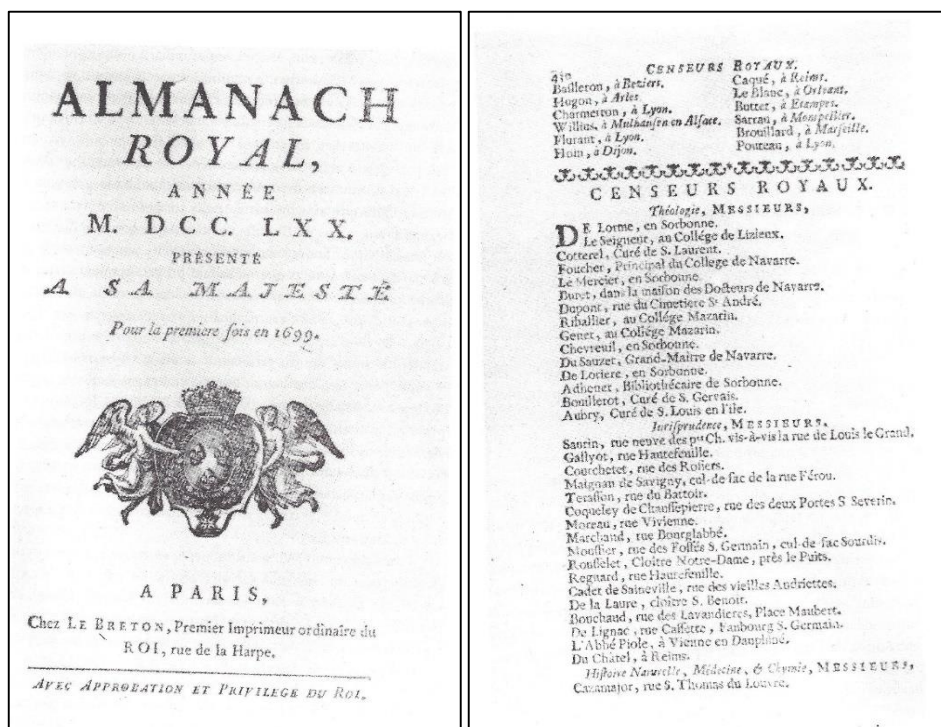 ALMANACH
ROYAL,
ANNÉE
M. DCC. LXX.
PRÉSENTÉ
A SA MAJESTÉ
Pour la premiere fois en 1699.
A PARIS,
Chez LE BRETON, Premier Imprimeur ordinaire du
ROI, rue de la Harpe.
AVEC APPROBATION ET PRIVILEGE DU ROI.
CENSEURS ROYAUX.
Bailleron, à Beziers.
Hugon, à Arles.
Charmetton, à Lyon.
Willius, à Mulhausen en Alsace.
Flurant, à Lyon.
Hoin, à Dijon.
Caqué, à Reims.
Le Blanc, à Orleans.
Buttet, à Etampes.
Sarrau, à Montpellier.
Brouillard, à Marseille.
Pouteau, à Lyon.
CENSEURS ROYAUX.
Théologie, MESSIEURS,
DE Lorme, en Sorbonne.
Le Seigneur, au Collége de Lizieux.
Cotterel, Curé de S. Laurent.
Foucher, Principal du College de Navarre.
Le Mercier, en Sorbonne.
Buret, dans la maison des Docteurs de Navarre.
Dupont, rue du Cimetiere St André.
Riballier, au Collége Mazarin.
Genet, au Collége Mazarin.
Chevreuil, en Sorbonne.
Du Sauzet, Grand-Maître de Navarre.
De Loriere, en Sorbonne.
Adhenet, Bibliothécaire de Sorbonne.
Bouillerot, Curé de S. Gervais.
Aubry, Curé de S. Louis en l'île.
Jurisprudence, MESSIEURS,
Saurin, rue neuve des pts Ch. vis-à-vis la rue de Louis le Grand.
Gallyot, rue Hautefeuille.
Courchetet, rue des Rosiers.
Maignan de Savigny, cul-de-sac de la rue Férou.
Terasson, rue du Battoir.
Coqueley de Chaussepierre, rue des deux Portes S Severin.
Moreau, rue Vivienne.
Marchand, rue Bourglabbé.
Moussier, rue des Fossés S. Germain, cul-de-sac Sourdis.
Rousselet, Cloître Notre-Dame, près le Puits.
Regnard, rue Hautefeuille.
Cadet de Saineville, rue des vieilles Audriettes.
De la Laure, cloître S. Benoît.
Bouchaud, rue des Lavandieres, Place Maubert.
De Lignac, rue Cassette, Fauxbourg S. Germain.
L'Abbé Piole, à Vienne en Dauphiné.
Du Châtel, à Reims.
Histoire Naturelle, Médecine, & Chymie, MESSIEURS,
Cazamajor, rue S. Thomas du Louvre.